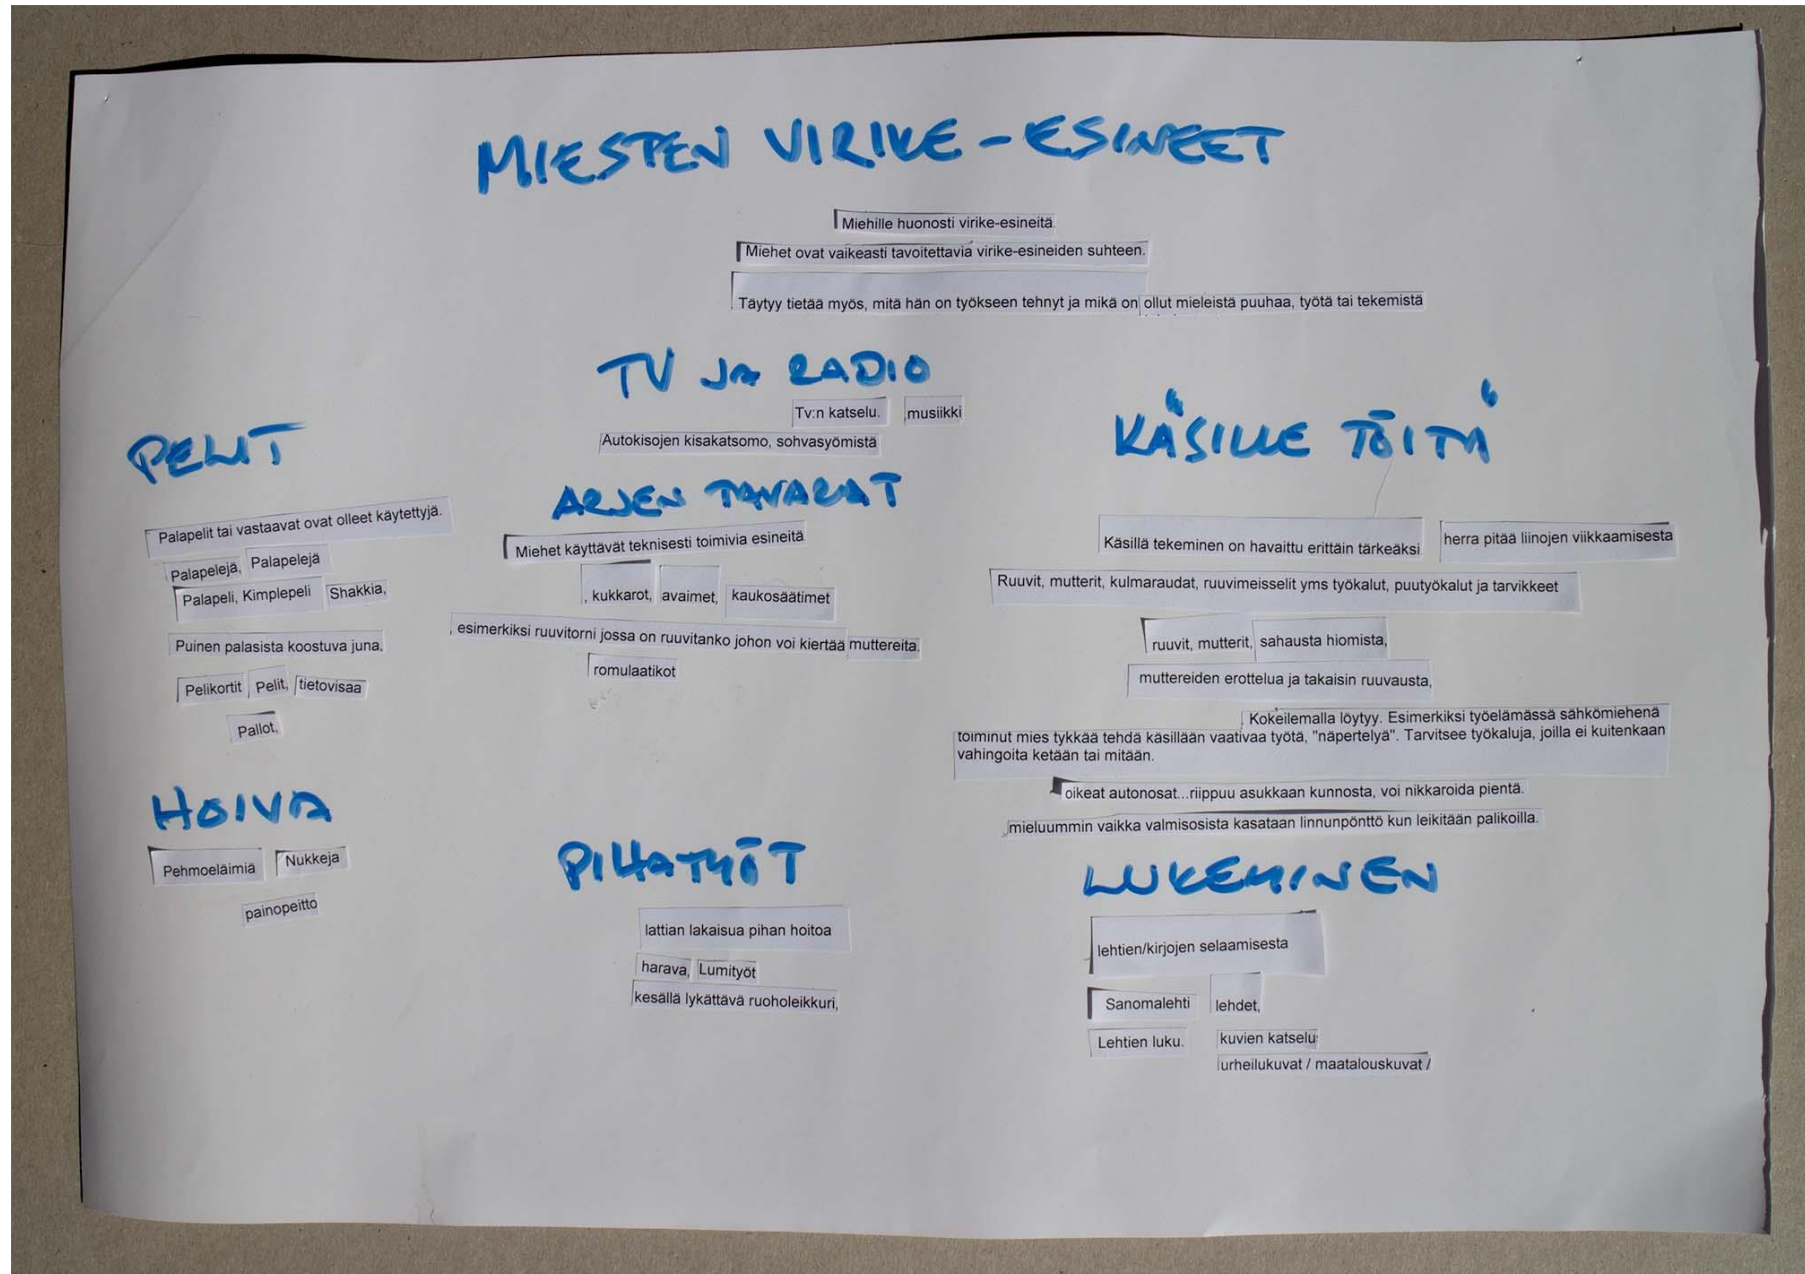 MIESTEN VIRIKE-ESINEET
Miehille huonosti virike-esineitä
Miehet ovat vaikeasti tavoitettavia virike-esineiden suhteen.
Täytyy tietää myös, mitä hän on työkseen tehnyt ja mikä on ollut mieleistä puuhaa, työtä tai tekemistä
TV JA RADIO
Tv:n katselu. musiikki
Autokisojen kisakatsomo, sohvasyömistä
PELIT
Palapelit tai vastaavat ovat olleet käytettyjä.
Palapelejä, Palapelejä
Palapeli, Kimplepeli Shakkia,
Puinen palasista koostuva juna,
Pelikortit Pelit, tietovisaa
Pallot,
ARJEN TAVARAT
Miehet käyttävät teknisesti toimivia esineitä
, kukkarot, avaimet, kaukosäätimet
, esimerkiksi ruuvitorni jossa on ruuvitanko johon voi kiertää muttereita.
romulaatikot
"KÄSILLE TÖITÄ"
Käsillä tekeminen on havaittu erittäin tärkeäksi. herra pitää liinojen viikkaamisesta
Ruuvit, mutterit, kulmaraudat, ruuvimeisselit yms työkalut, puutyökalut ja tarvikkeet
ruuvit, mutterit, sahausta hiomista,
muttereiden erottelua ja takaisin ruuvausta,
Kokeilemalla löytyy. Esimerkiksi työelämässä sähkömiehenä
toiminut mies tykkää tehdä käsillään vaativaa työtä, "näpertelyä". Tarvitsee työkaluja, joilla ei kuitenkaan
vahingoita ketään tai mitään.
oikeat autonosat...riippuu asukkaan kunnosta, voi nikkaroida pientä.
mieluummin vaikka valmisosista kasataan linnunpönttö kun leikitään palikoilla.
HOIVA
Pehmoeläimiä Nukkeja
painopeitto
PIHATYÖT
lattian lakaisua pihan hoitoa
harava, Lumityöt
kesällä lykättävä ruoholeikkuri,
LUKEMINEN
lehtien/kirjojen selaamisesta
Sanomalehti lehdet,
Lehtien luku. kuvien katselu
urheilukuvat / maatalouskuvat /